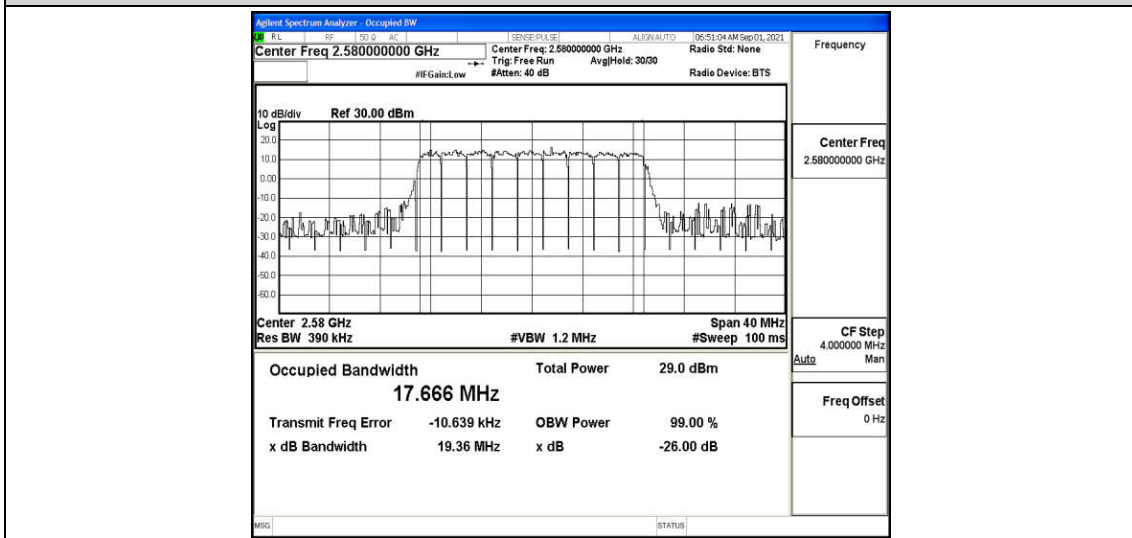 Agilent Spectrum Analyzer - Occupied BW
RL RF 50 Ω AC SENSE:PULSE ALIGN AUTO 06:51:04 AM Sep 01, 2021
Center Freq 2.580000000 GHz
Center Freq: 2.580000000 GHz Radio Std: None
Trig: Free Run Avg|Hold: 30/30
#IFGain:Low #Atten: 40 dB Radio Device: BTS
Frequency
10 dB/div Ref 30.00 dBm
Log
20.0
10.0
0.00
-10.0
-20.0
-30.0
-40.0
-50.0
-60.0
Center 2.58 GHz Span 40 MHz
Res BW 390 kHz #VBW 1.2 MHz #Sweep 100 ms
Center Freq
2.580000000 GHz
CF Step
4.000000 MHz
Auto Man
Freq Offset
0 Hz
Occupied Bandwidth Total Power 29.0 dBm
17.666 MHz
Transmit Freq Error -10.639 kHz OBW Power 99.00 %
x dB Bandwidth 19.36 MHz x dB -26.00 dB
MSG STATUS